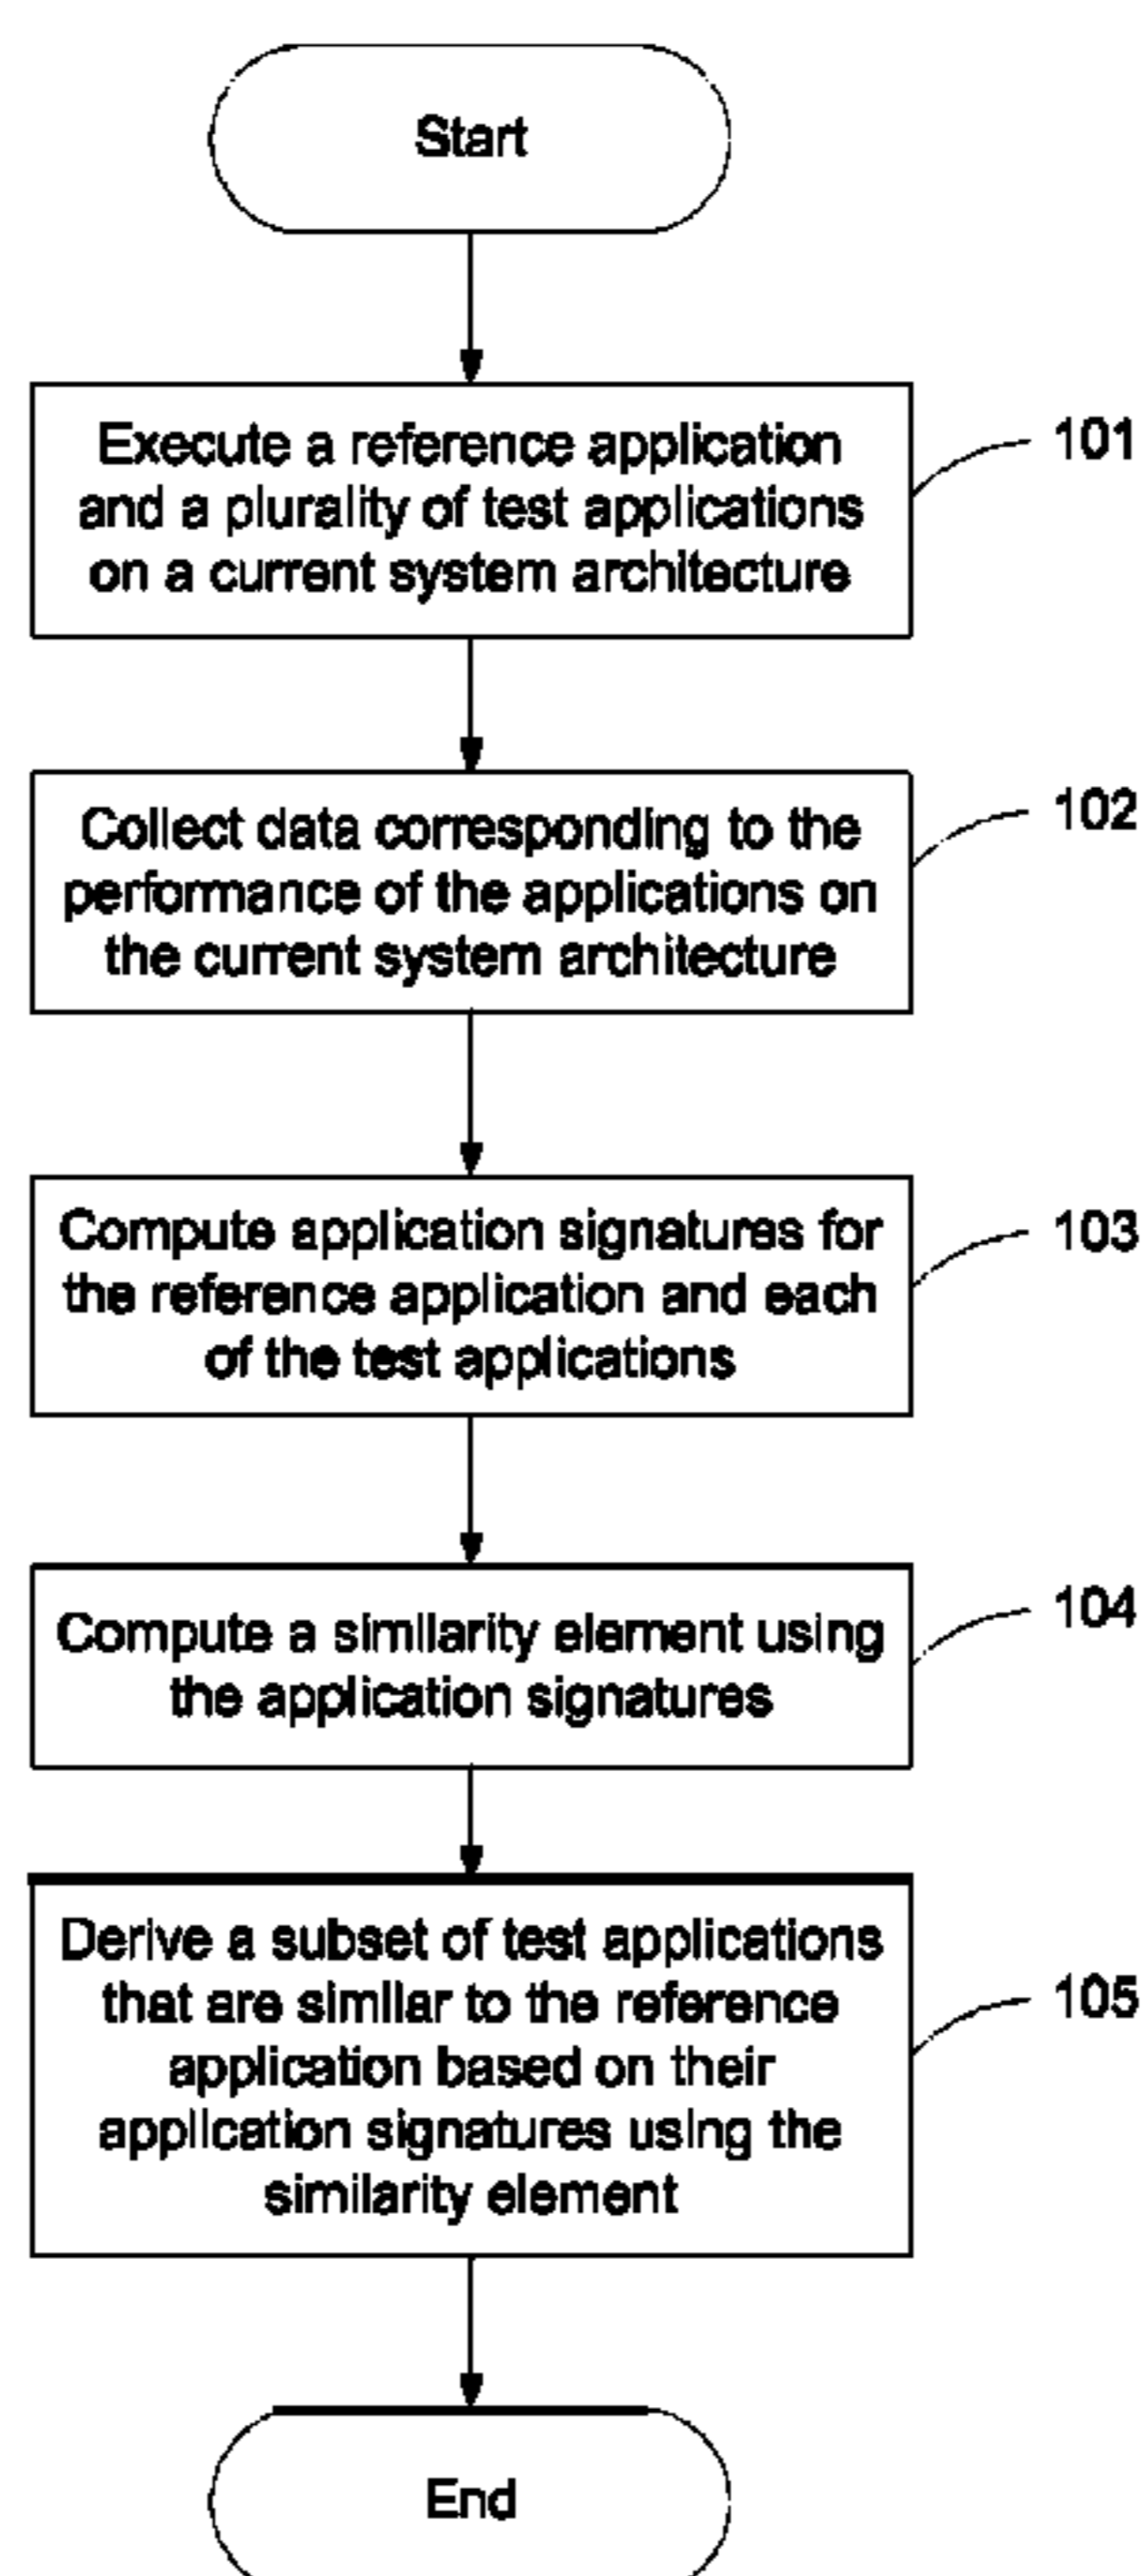 Start
Execute a reference application
and a plurality of test applications
on a current system architecture
101
Collect data corresponding to the
performance of the applications on
the current system architecture
102
Compute application signatures for
the reference application and each
of the test applications
103
Compute a similarity element using
the application signatures
104
Derive a subset of test applications
that are similar to the reference
application based on their
application signatures using the
similarity element
105
End